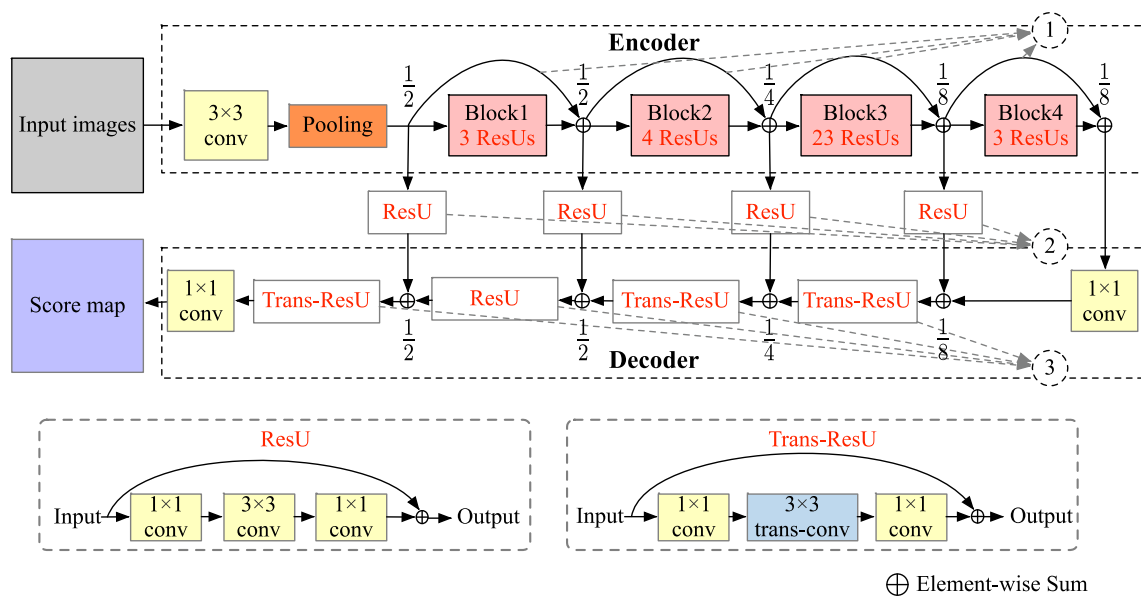 Encoder
1
1/2
1/2
1/4
1/8
1/8
Input images
3×3
conv
Pooling
Block1
3 ResUs
Block2
4 ResUs
Block3
23 ResUs
Block4
3 ResUs
ResU
ResU
ResU
ResU
2
Score map
1×1
conv
Trans-ResU
ResU
Trans-ResU
Trans-ResU
1×1
conv
1/2
1/2
1/4
1/8
Decoder
3
ResU
Input
1×1
conv
3×3
conv
1×1
conv
Output
Trans-ResU
Input
1×1
conv
3×3
trans-conv
1×1
conv
Output
⊕ Element-wise Sum